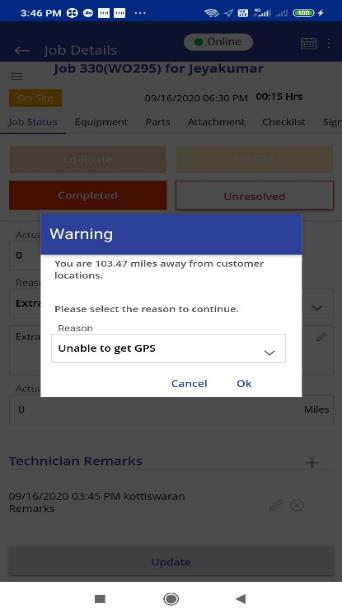 3:46 PM
100
Job Details
Online
Job 330(WO295) for Jeyakumar
On-Site
09/16/2020 06:30 PM 00:15 Hrs
Job Status Equipment Parts Attachment Checklist Sign
En-Route
Completed Unresolved
Actua
0
Warning
You are 103.47 miles away from customer
locations.
Reas
Extra
Please select the reason to continue.
Reason
Extra
Unable to get GPS
Cancel Ok
Actua
0 Miles
Technician Remarks
09/16/2020 03:45 PM kottiswaran
Remarks
Update